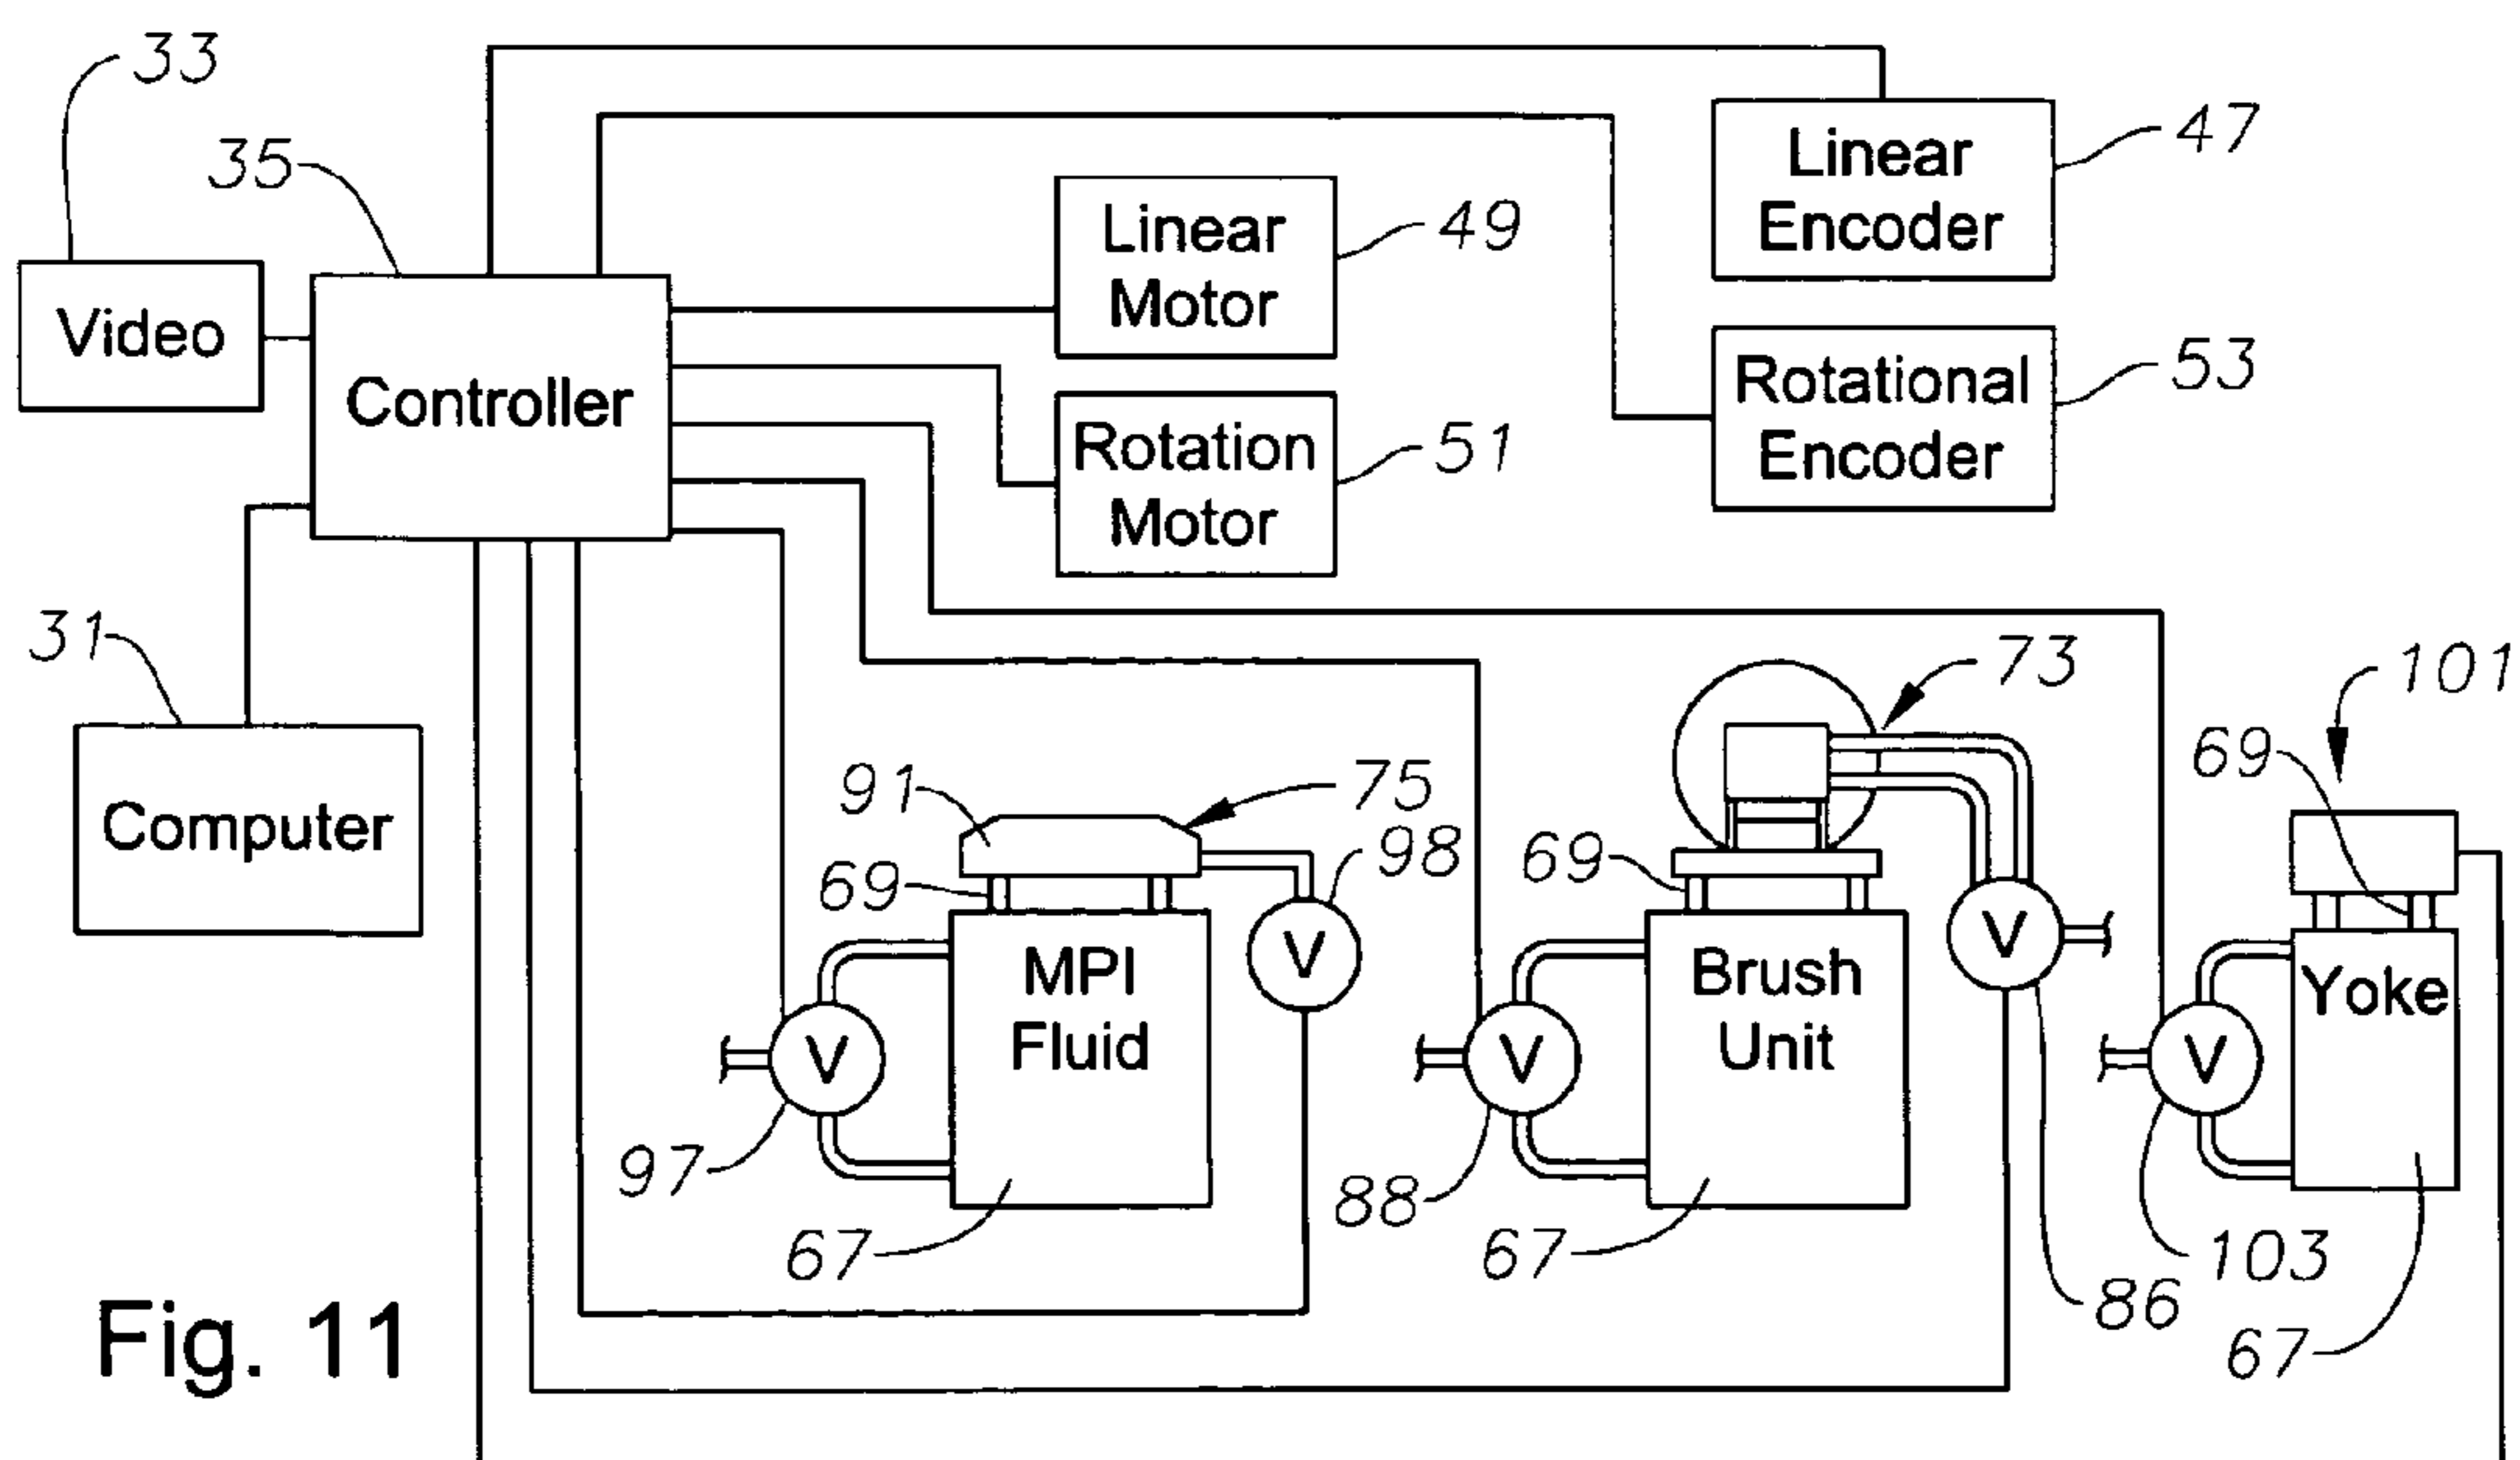 33
35
47
Linear
Encoder
Linear
Motor
49
Video
Controller
53
Rotational
Encoder
51
Rotation
Motor
31
73
101
69
Computer
91
75
98
69
69
V
V
MPI
Fluid
Brush
Unit
Yoke
V
V
V
97
88
67
67
103
86
67
Fig. 11